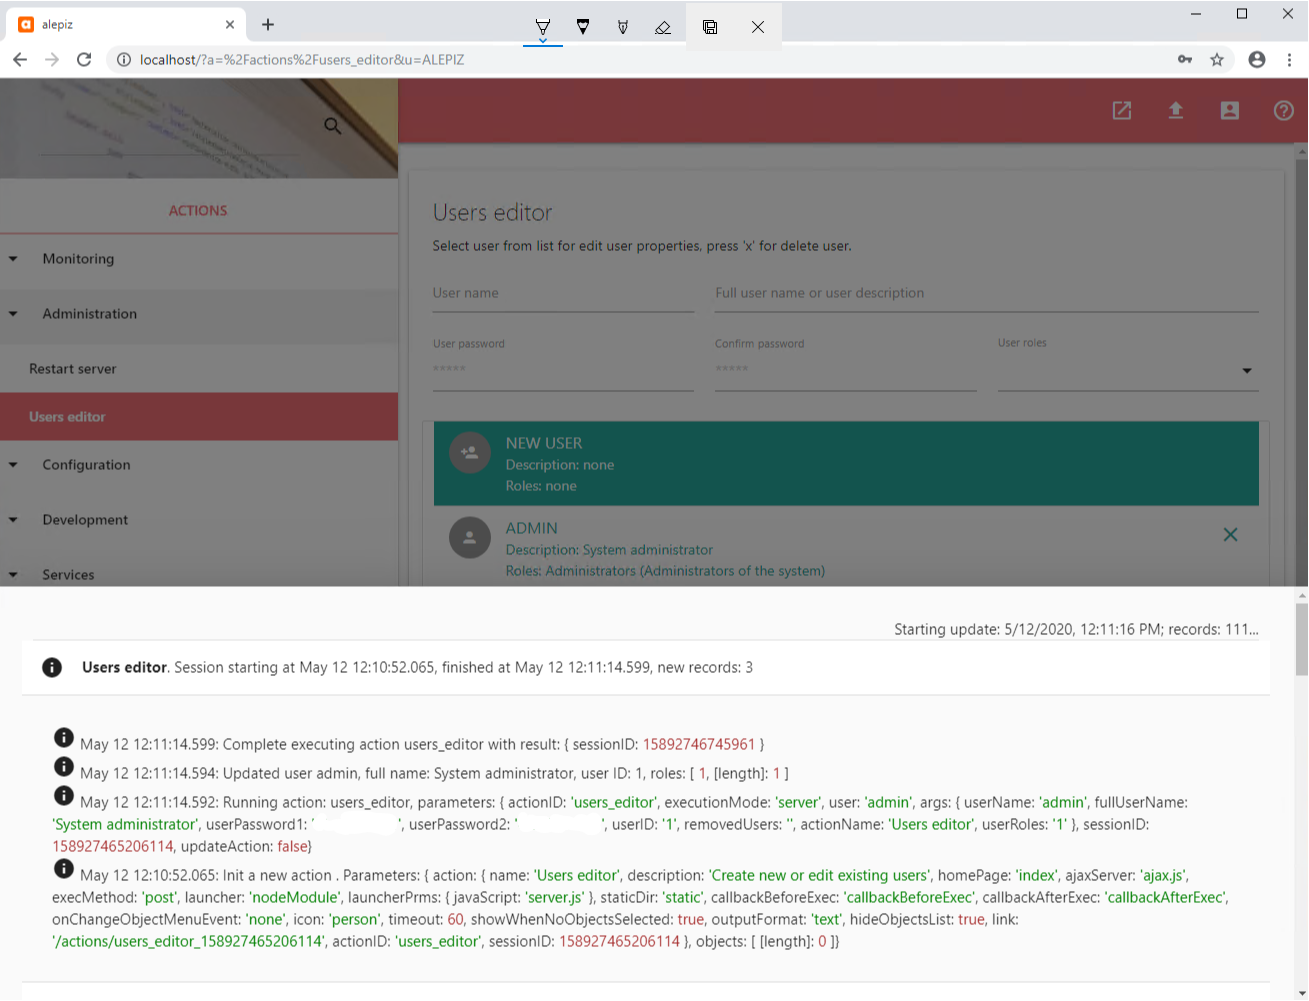 alepiz
localhost/?a=%2Factions%2Fusers_editor&u=ALEPIZ
ACTIONS
Monitoring
Administration
Restart server
Users editor
Configuration
Development
Services
Users editor
Select user from list for edit user properties, press 'x' for delete user.
User name
Full user name or user description
User password
Confirm password
User roles
*****
*****
NEW USER
Description: none
Roles: none
ADMIN
Description: System administrator
Roles: Administrators (Administrators of the system)
Starting update: 5/12/2020, 12:11:16 PM; records: 111...
Users editor. Session starting at May 12 12:10:52.065, finished at May 12 12:11:14.599, new records: 3
May 12 12:11:14.599: Complete executing action users_editor with result: { sessionID: 15892746745961 }
May 12 12:11:14.594: Updated user admin, full name: System administrator, user ID: 1, roles: [ 1, [length]: 1 ]
May 12 12:11:14.592: Running action: users_editor, parameters: { actionID: 'users_editor', executionMode: 'server', user: 'admin', args: { userName: 'admin', fullUserName:
'System administrator', userPassword1: '', userPassword2: '', userID: '1', removedUsers: '', actionName: 'Users editor', userRoles: '1' }, sessionID:
158927465206114, updateAction: false}
May 12 12:10:52.065: Init a new action . Parameters: { action: { name: 'Users editor', description: 'Create new or edit existing users', homePage: 'index', ajaxServer: 'ajax.js',
execMethod: 'post', launcher: 'nodeModule', launcherPrms: { javaScript: 'server.js' }, staticDir: 'static', callbackBeforeExec: 'callbackBeforeExec', callbackAfterExec: 'callbackAfterExec',
onChangeObjectMenuEvent: 'none', icon: 'person', timeout: 60, showWhenNoObjectsSelected: true, outputFormat: 'text', hideObjectsList: true, link:
'/actions/users_editor_158927465206114', actionID: 'users_editor', sessionID: 158927465206114 }, objects: [ [length]: 0 ]}